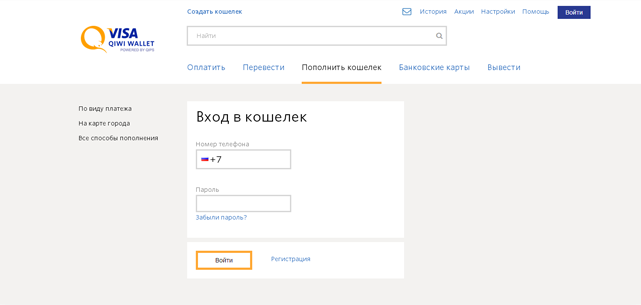 Создать кошелек
История Акции Настройки Помощь Войти
VISA
QIWI WALLET
POWERED BY QIPB
Найти
Оплатить Перевести Пополнить кошелек Банковские карты Вывести
По виду платежа
На карте города
Все способы пополнения
Вход в кошелек
Номер телефона
+7
Пароль
Забыли пароль?
Войти Регистрация